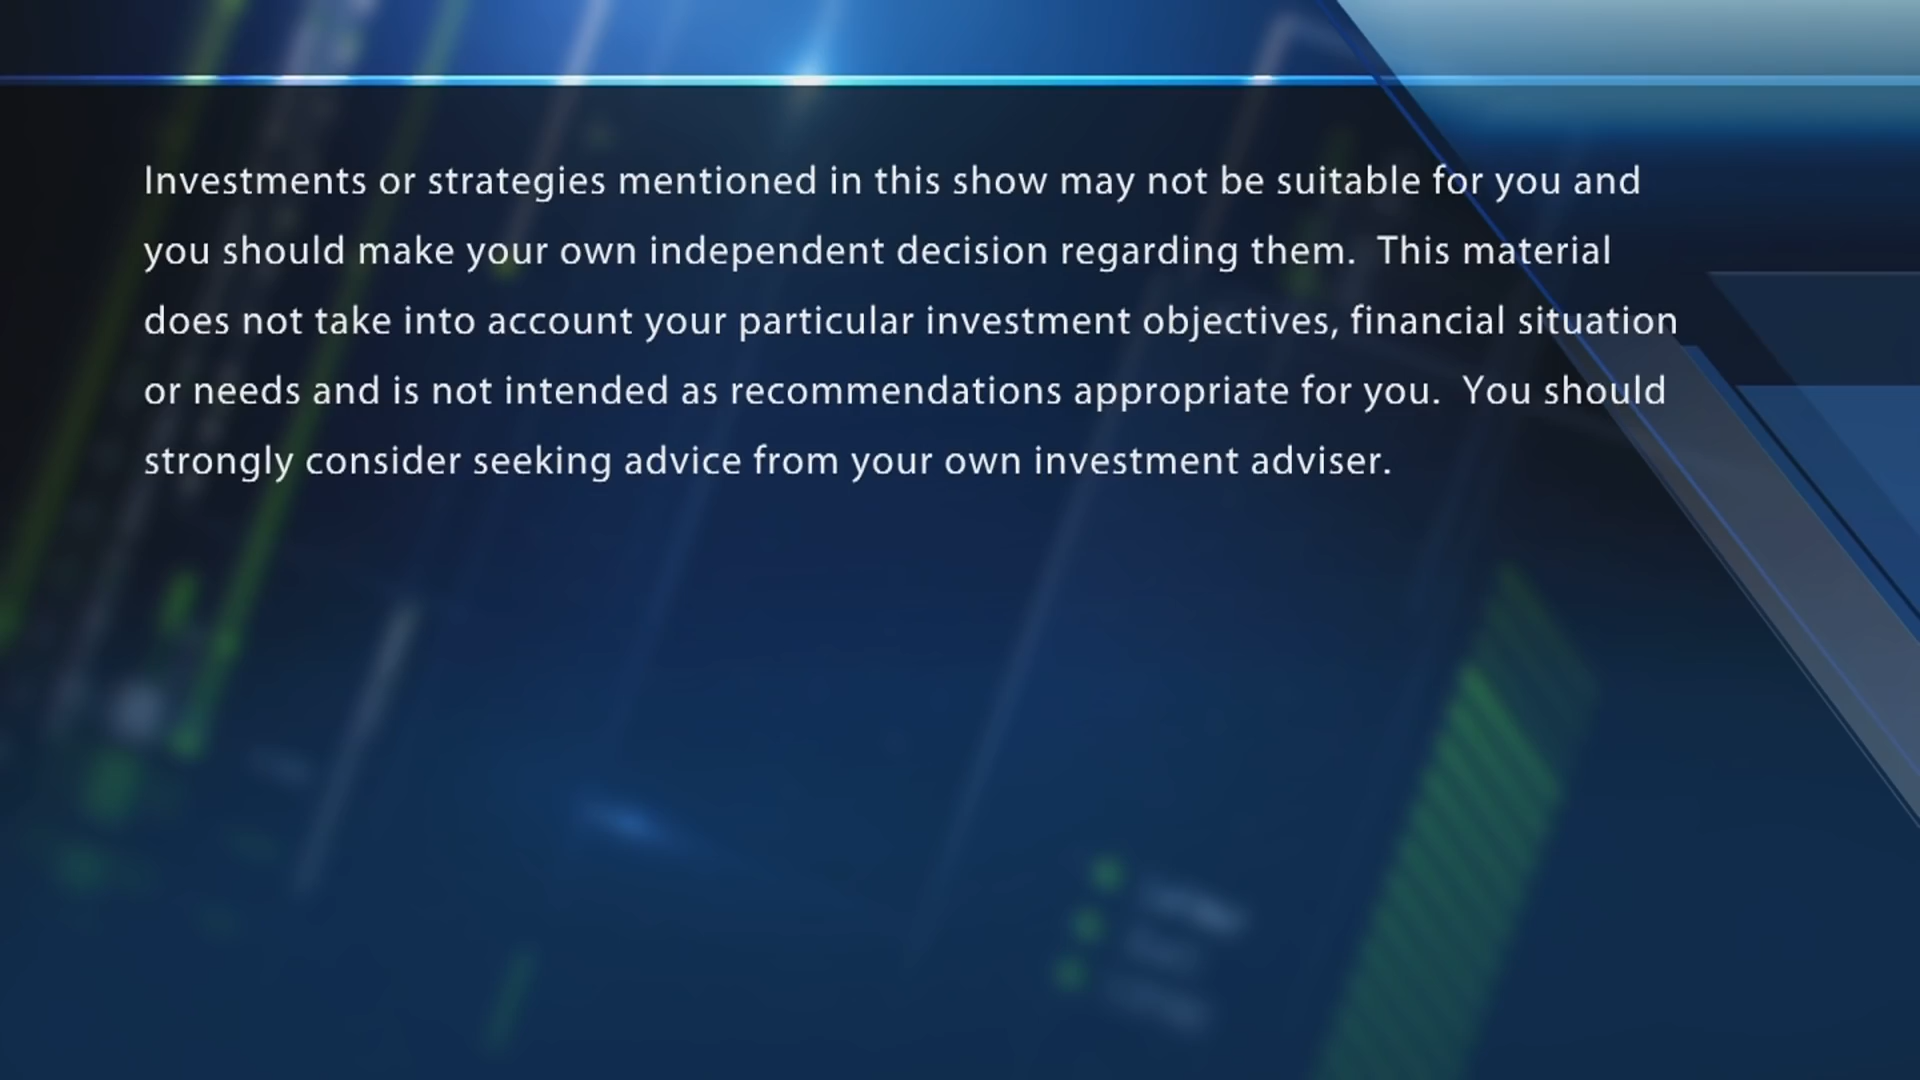 Investments or strategies mentioned in this show may not be suitable for you and
you should make your own independent decision regarding them.  This material
does not take into account your particular investment objectives, financial situation
or needs and is not intended as recommendations appropriate for you.  You should
strongly consider seeking advice from your own investment adviser.